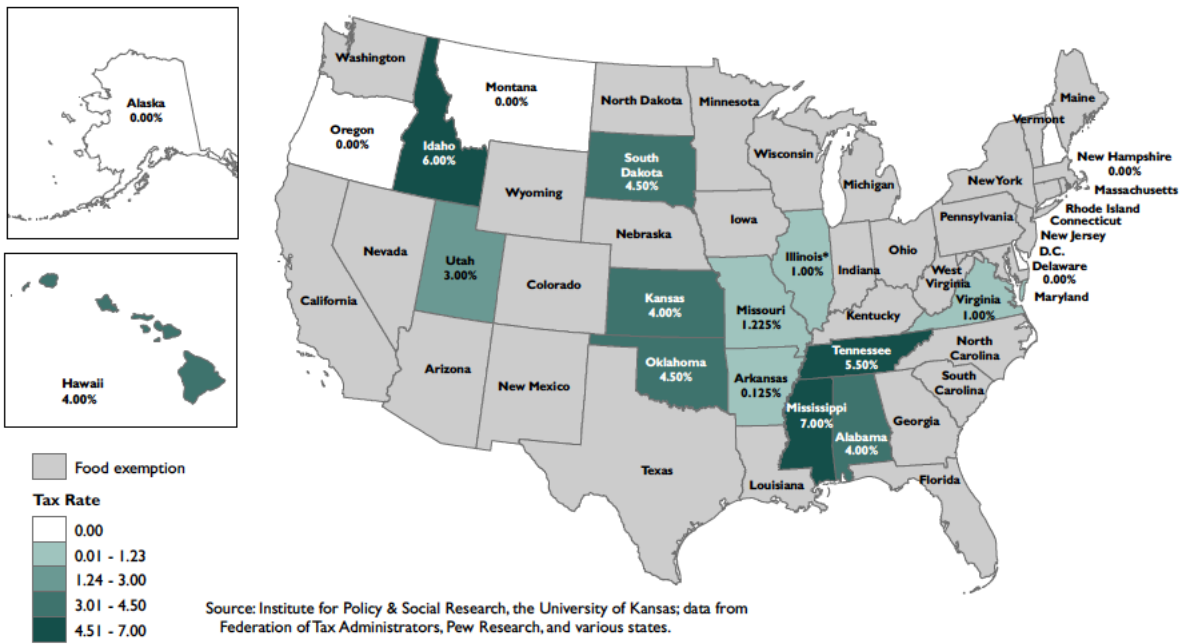 Alaska
0.00%
Hawaii
4.00%
Washington
Oregon
0.00%
Idaho
6.00%
Montana
0.00%
North Dakota
Minnesota
South
Dakota
4.50%
Wyoming
Wisconsin
Michigan
Iowa
Nebraska
Nevada
Utah
3.00%
Colorado
California
Kansas
4.00%
Missouri
1.225%
Illinois*
1.00%
Indiana
Ohio
West
Virginia
Virginia
1.00%
Kentucky
Pennsylvania
New York
Vermont
Maine
New Hampshire
0.00%
Massachusetts
Rhode Island
Connecticut
New Jersey
D.C.
Delaware
0.00%
Maryland
Arizona
New Mexico
Oklahoma
4.50%
Arkansas
0.125%
Tennessee
5.50%
North
Carolina
South
Carolina
Mississippi
7.00%
Alabama
4.00%
Georgia
Texas
Louisiana
Florida
Food exemption
Tax Rate
0.00
0.01 - 1.23
1.24 - 3.00
3.01 - 4.50
4.51 - 7.00
Source: Institute for Policy & Social Research, the University of Kansas; data from
Federation of Tax Administrators, Pew Research, and various states.